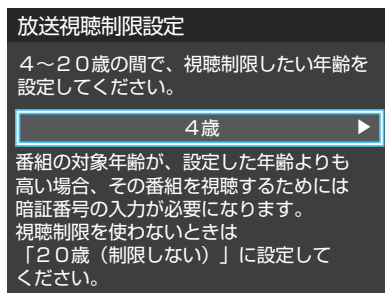 放送視聴制限設定
４～２０歳の間で、視聴制限したい年齢を
設定してください。
４歳
番組の対象年齢が、設定した年齢よりも
高い場合、その番組を視聴するためには
暗証番号の入力が必要になります。
視聴制限を使わないときは
「２０歳（制限しない）」に設定して
ください。